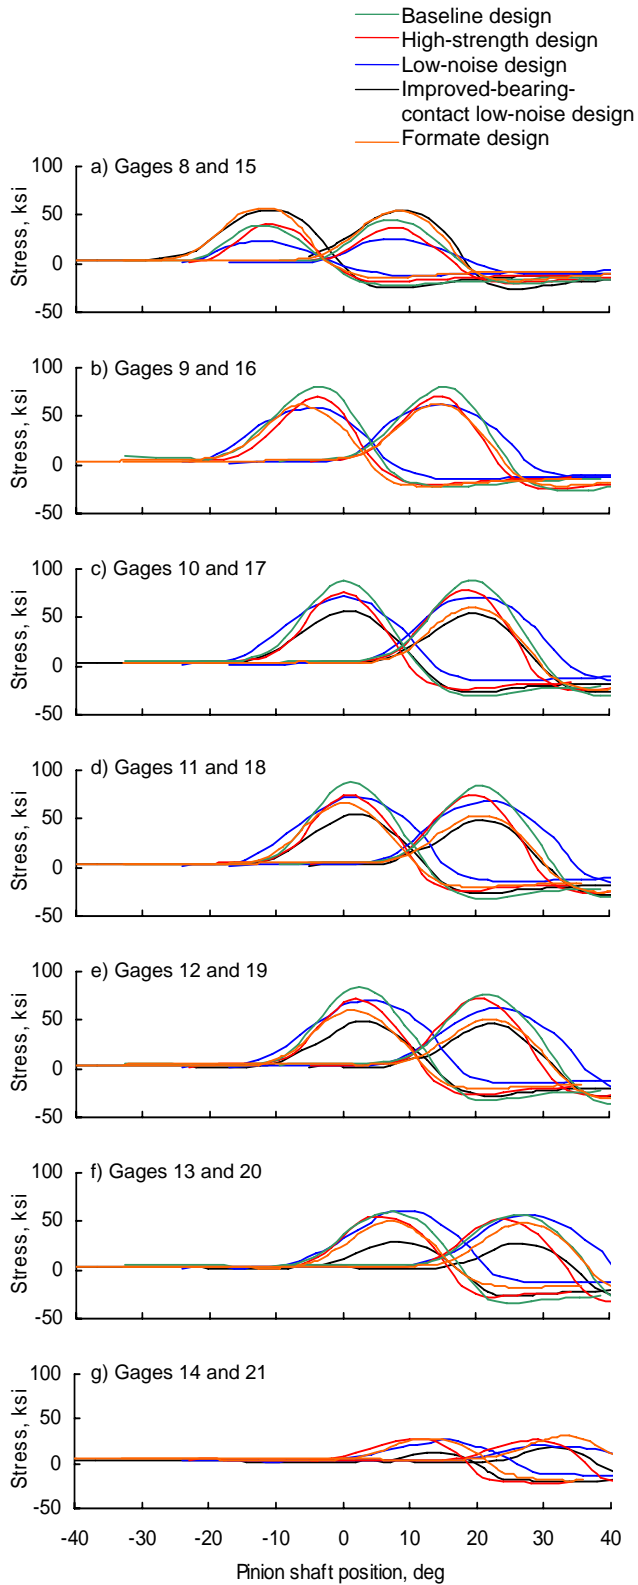 Baseline design
High-strength design
Low-noise design
Improved-bearing-
contact low-noise design
Formate design
a) Gages 8 and 15
100
50
0
-50
Stress, ksi
b) Gages 9 and 16
100
50
0
-50
Stress, ksi
c) Gages 10 and 17
100
50
0
-50
Stress, ksi
d) Gages 11 and 18
100
50
0
-50
Stress, ksi
e) Gages 12 and 19
100
50
0
-50
Stress, ksi
f) Gages 13 and 20
100
50
0
-50
Stress, ksi
g) Gages 14 and 21
100
50
0
-50
Stress, ksi
-40 -30 -20 -10 0 10 20 30 40
Pinion shaft position, deg